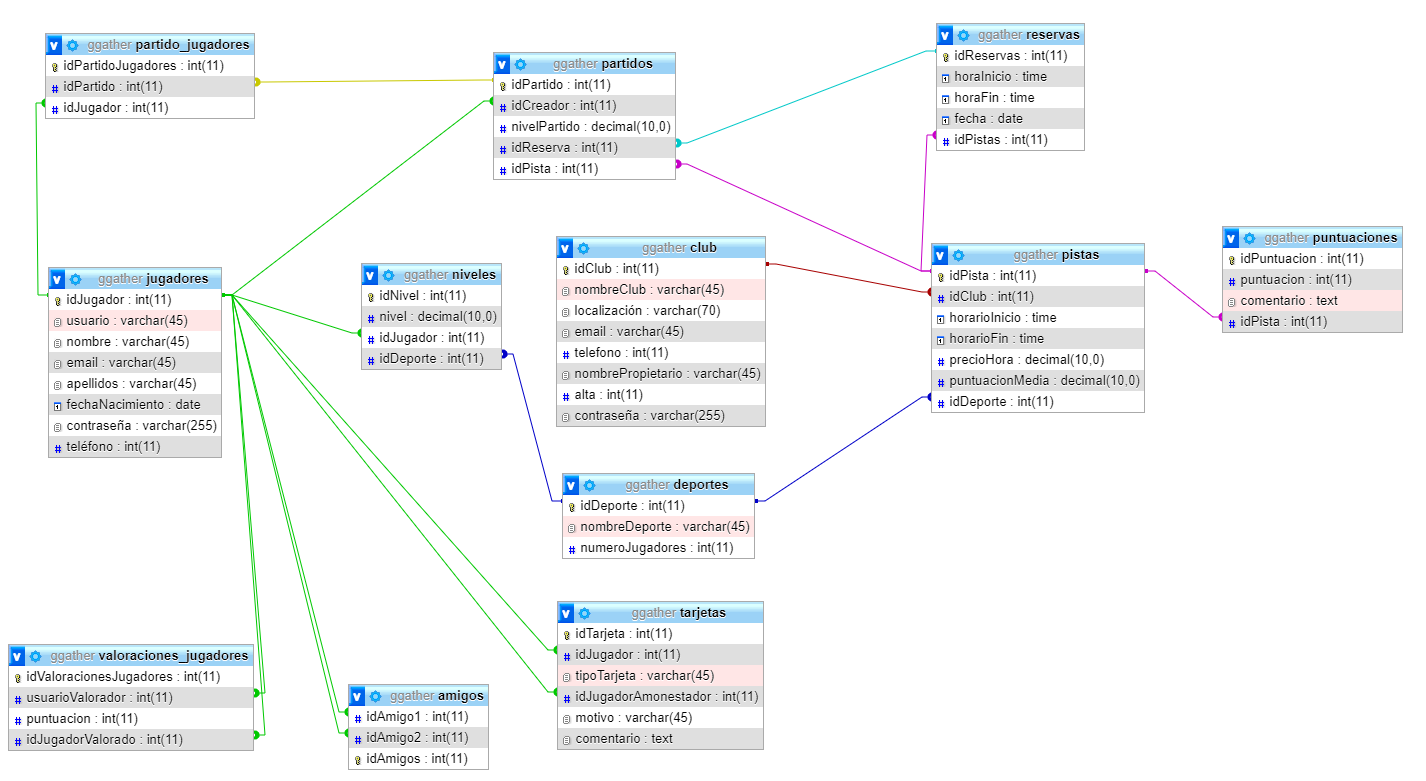 ggather partido_jugadores
idPartidoJugadores : int(11)
idPartido : int(11)
idJugador : int(11)
ggather partidos
idPartido : int(11)
idCreador : int(11)
nivelPartido : decimal(10,0)
idReserva : int(11)
idPista : int(11)
ggather reservas
idReservas : int(11)
horaInicio : time
horaFin : time
fecha : date
idPistas : int(11)
ggather jugadores
idJugador : int(11)
usuario : varchar(45)
nombre : varchar(45)
email : varchar(45)
apellidos : varchar(45)
fechaNacimiento : date
contraseña : varchar(255)
teléfono : int(11)
ggather niveles
idNivel : int(11)
nivel : decimal(10,0)
idJugador : int(11)
idDeporte : int(11)
ggather club
idClub : int(11)
nombreClub : varchar(45)
localización : varchar(70)
email : varchar(45)
telefono : int(11)
nombrePropietario : varchar(45)
alta : int(11)
contraseña : varchar(255)
ggather pistas
idPista : int(11)
idClub : int(11)
horarioInicio : time
horarioFin : time
precioHora : decimal(10,0)
puntuacionMedia : decimal(10,0)
idDeporte : int(11)
ggather puntuaciones
idPuntuacion : int(11)
puntuacion : int(11)
comentario : text
idPista : int(11)
ggather deportes
idDeporte : int(11)
nombreDeporte : varchar(45)
numeroJugadores : int(11)
ggather valoraciones_jugadores
idValoracionesJugadores : int(11)
usuarioValorador : int(11)
puntuacion : int(11)
idJugadorValorado : int(11)
ggather amigos
idAmigo1 : int(11)
idAmigo2 : int(11)
idAmigos : int(11)
ggather tarjetas
idTarjeta : int(11)
idJugador : int(11)
tipoTarjeta : varchar(45)
idJugadorAmonestador : int(11)
motivo : varchar(45)
comentario : text